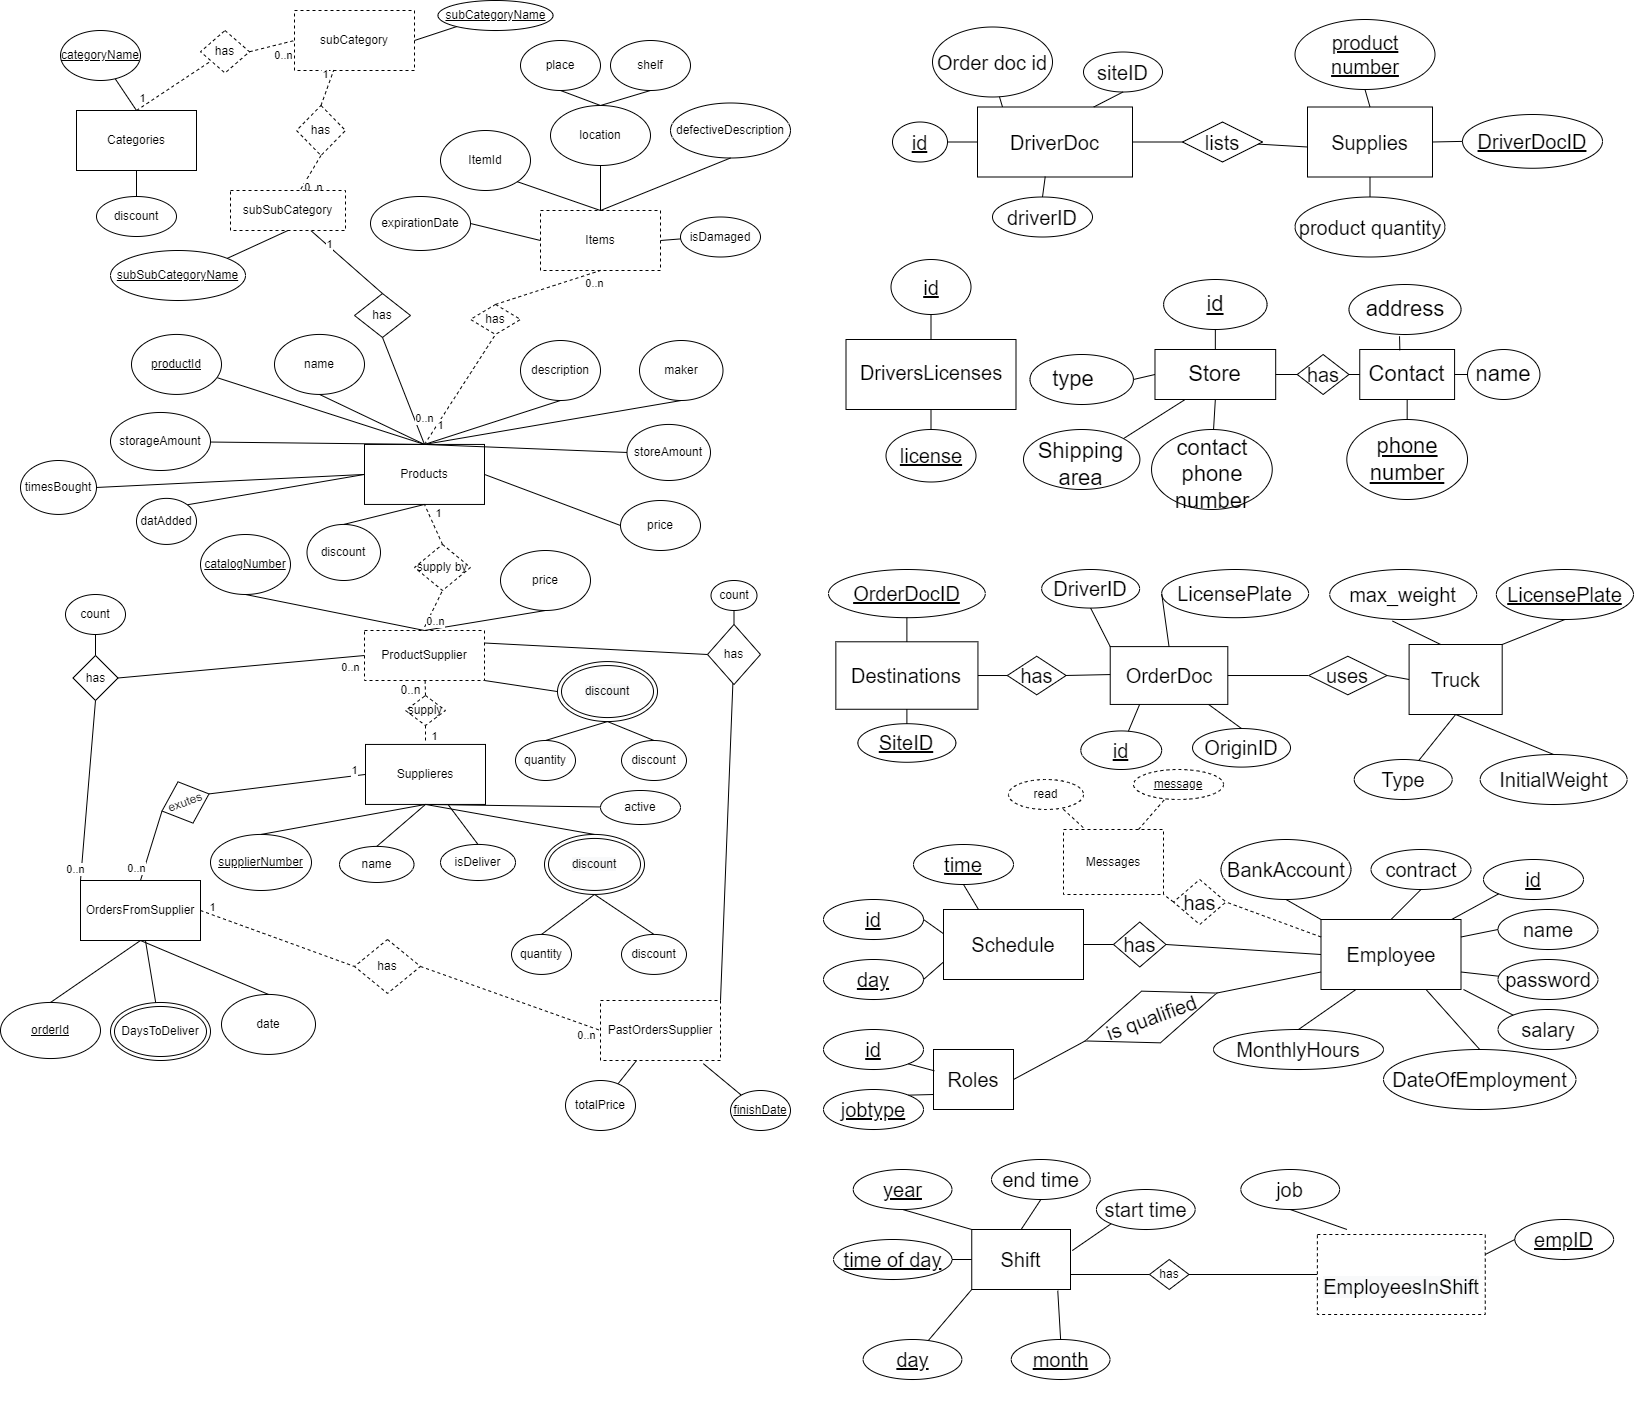 subCategoryName
subCategory
has
categoryName
0..n
1
1
place
shelf
has
Categories
location
defectiveDescription
ItemId
0..n
subSubCategory
discount
expirationDate
Items
isDamaged
1
subSubCategoryName
0..n
has
has
productId
name
description
maker
0..n
1
storageAmount
storeAmount
Products
timesBought
datAdded
1
price
discount
catalogNumber
supply by
price
count
count
0..n
ProductSupplier
has
0..n
has
0..n
discount
supply
1
quantity
discount
1
Supplieres
exutes
active
supplierNumber
name
isDeliver
discount
0..n
0..n
OrdersFromSupplier
1
quantity
discount
has
orderId
DaysToDeliver
date
0..n
PastOrdersSupplier
totalPrice
finishDate
Order doc id
siteID
product
number
id
DriverDoc
lists
Supplies
DriverDocID
driverID
product quantity
id
DriversLicenses
license
id
address
type
Store
has
Contact
name
Shipping
area
contact
phone
number
phone
number
OrderDocID
DriverID
LicensePlate
max_weight
LicensePlate
Destinations
has
OrderDoc
uses
Truck
SiteID
id
OriginID
Type
InitialWeight
read
message
Messages
time
BankAccount
contract
id
has
id
Schedule
has
Employee
name
day
password
is qualified
salary
id
MonthlyHours
Roles
DateOfEmployment
jobtype
year
end time
job
start time
time of day
Shift
has
empID
EmployeesInShift
day
month